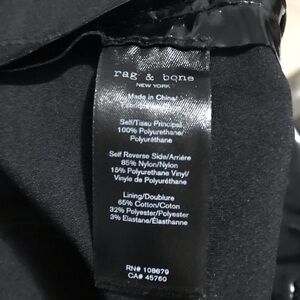 rag & bone
NEW YORK
Made in China/
Self/Tissu Principal
100% Polyurethane/
Polyuréthane
Self Reverse Side/Arrière
85% Nylon/Nylon
15% Polyurethane Vinyl/
Vinyle de Polyuréthane
Lining/Doublure
65% Cotton/Coton
32% Polyester/Polyester
3% Elastane/Élasthanne
RN# 108679
CA# 45760